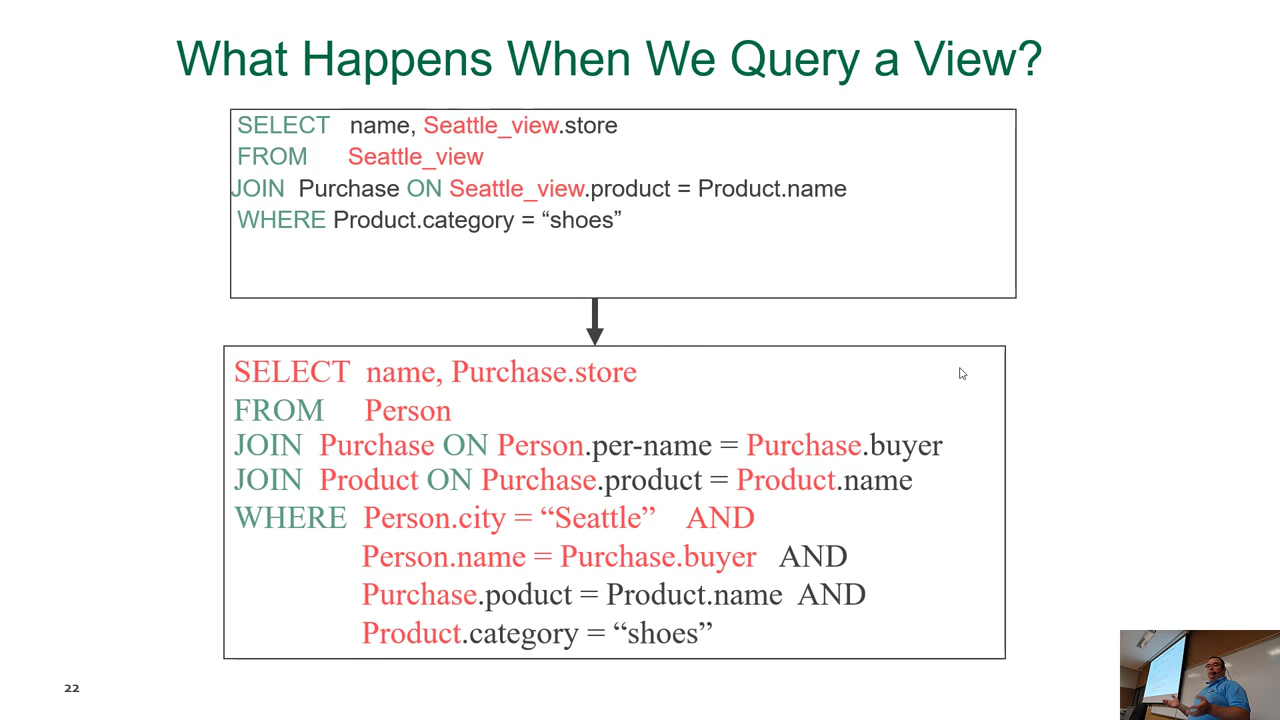 What Happens When We Query a View?
SELECT name, Seattle_view.store
FROM Seattle_view
JOIN Purchase ON Seattle_view.product = Product.name
WHERE Product.category = “shoes”
SELECT name, Purchase.store
FROM Person
JOIN Purchase ON Person.per-name = Purchase.buyer
JOIN Product ON Purchase.product = Product.name
WHERE Person.city = “Seattle” AND
Person.name = Purchase.buyer AND
Purchase.poduct = Product.name AND
Product.category = “shoes”
22